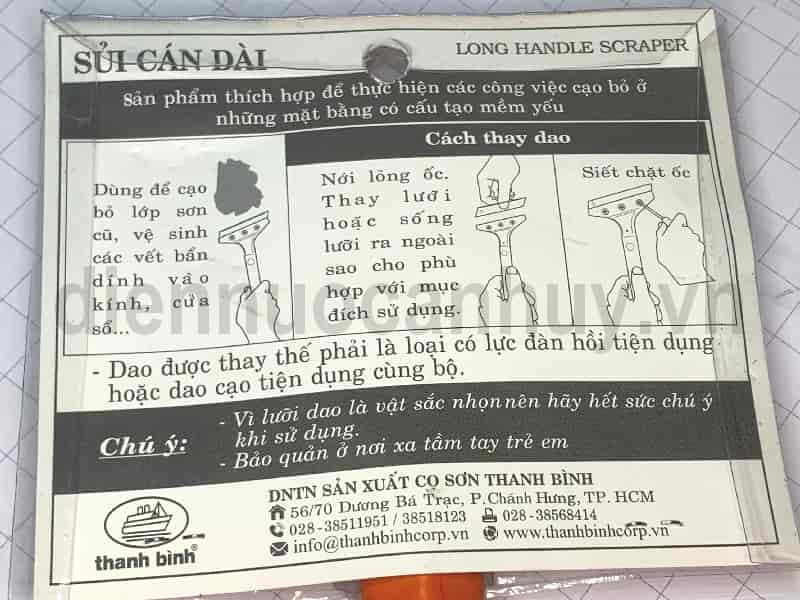 SỦI CÁN DÀI
LONG HANDLE SCRAPER
Sản phẩm thích hợp để thực hiện các công việc cạo bỏ ở
những mặt bằng có cấu tạo mềm yếu
Cách thay dao
Dùng để cạo
bỏ lớp sơn
cũ, vệ sinh
các vết bẩn
dính vào
kính, cửa
sổ...
Nới lõng ốc.
Thay lưỡi
hoặc sống
lưỡi ra ngoài
sao cho phù
hợp với mục
đích sử dụng.
Siết chặt ốc
diennuocanhuy.vn
- Dao được thay thế phải là loại có lực đàn hồi tiện dụng
hoặc dao cạo tiện dụng cùng bộ.
Chú ý:
- Vì lưỡi dao là vật sắc nhọn nên hãy hết sức chú ý
khi sử dụng.
- Bảo quản ở nơi xa tầm tay trẻ em
DNTN SẢN XUẤT CỌ SƠN THANH BÌNH
56/70 Dương Bá Trạc, P.Chánh Hưng, TP. HCM
028-38511951 / 38518123 028-38568414
info@thanhbinhcorp.vn www.thanhbinhcorp.vn
thanh bình®